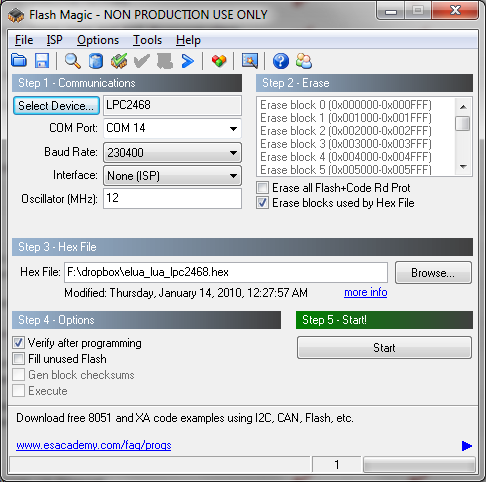 Flash Magic - NON PRODUCTION USE ONLY
File ISP Options Tools Help
Step 1 - Communications
Select Device... LPC2468
COM Port: COM 14
Baud Rate: 230400
Interface: None (ISP)
Oscillator (MHz): 12
Step 2 - Erase
Erase block 0 (0x000000-0x000FFF)
Erase block 1 (0x001000-0x001FFF)
Erase block 2 (0x002000-0x002FFF)
Erase block 3 (0x003000-0x003FFF)
Erase block 4 (0x004000-0x004FFF)
Erase block 5 (0x005000-0x005FFF)
Erase all Flash+Code Rd Prot
Erase blocks used by Hex File
Step 3 - Hex File
Hex File: F:\dropbox\elua_lua_lpc2468.hex Browse...
Modified: Thursday, January 14, 2010, 12:27:57 AM more info
Step 4 - Options
Verify after programming
Fill unused Flash
Gen block checksums
Execute
Step 5 - Start!
Start
Download free 8051 and XA code examples using I2C, CAN, Flash, etc.
www.esacademy.com/faq/progs
1